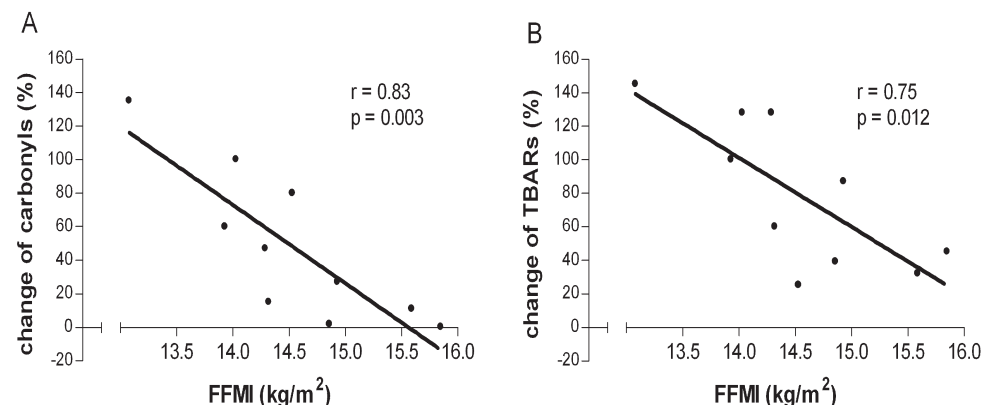 A
change of carbonyls (%)
160
140
120
100
80
60
40
20
0
-20
r = 0.83
p = 0.003
13.5 14.0 14.5 15.0 15.5 16.0
FFMI (kg/m²)
B
change of TBARs (%)
160
140
120
100
80
60
40
20
0
-20
r = 0.75
p = 0.012
13.5 14.0 14.5 15.0 15.5 16.0
FFMI (kg/m²)